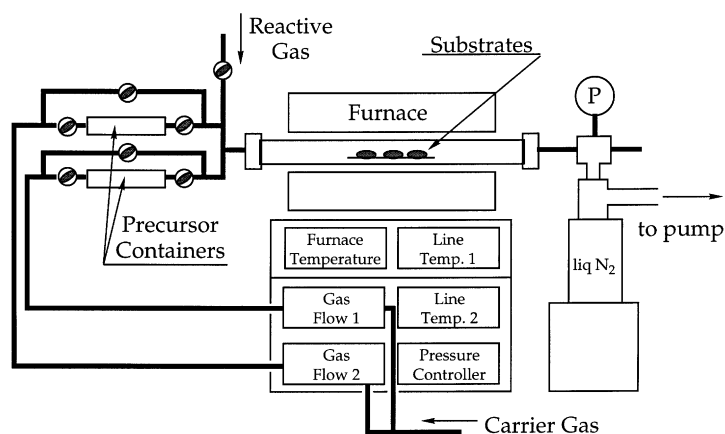 Reactive
Gas
Substrates
P
Furnace
Precursor
Containers
to pump
Furnace
Temperature
Line
Temp. 1
liq N₂
Gas
Flow 1
Line
Temp. 2
Gas
Flow 2
Pressure
Controller
Carrier Gas